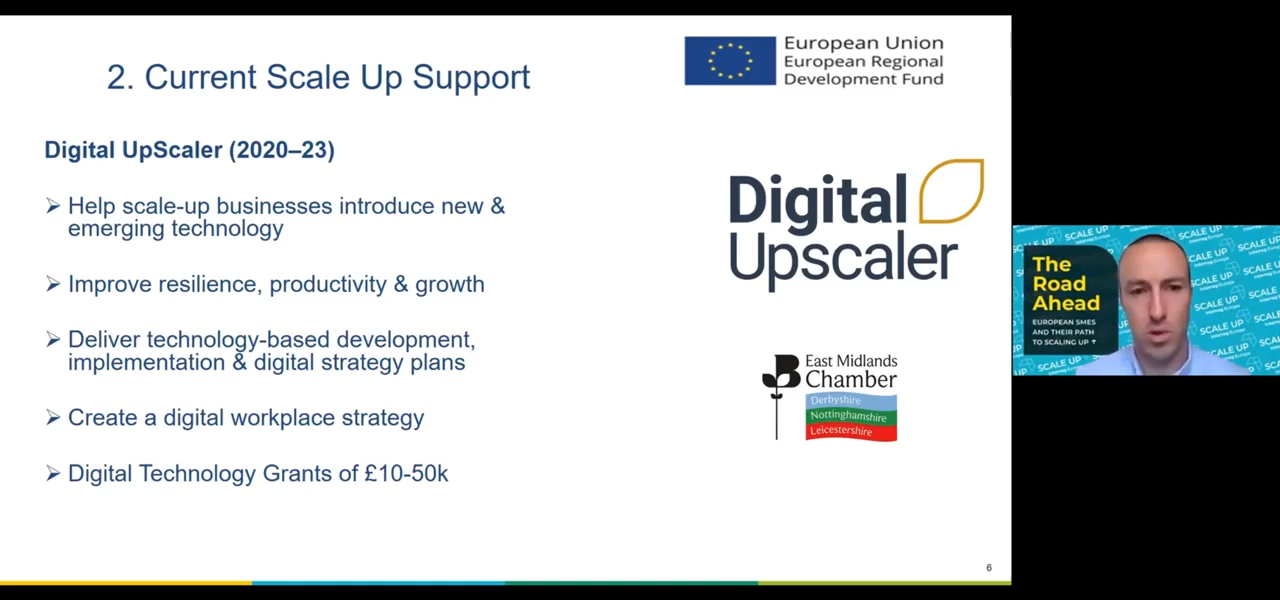 2. Current Scale Up Support
European Union
European Regional
Development Fund
Digital UpScaler (2020–23)
➢ Help scale-up businesses introduce new &
emerging technology
➢ Improve resilience, productivity & growth
➢ Deliver technology-based development,
implementation & digital strategy plans
➢ Create a digital workplace strategy
➢ Digital Technology Grants of £10-50k
Digital
Upscaler
East Midlands
Chamber
Derbyshire
Nottinghamshire
Leicestershire
6
The
Road
Ahead
EUROPEAN SMES
AND THEIR PATH
TO SCALING UP
SCALE UP
Interreg Europe